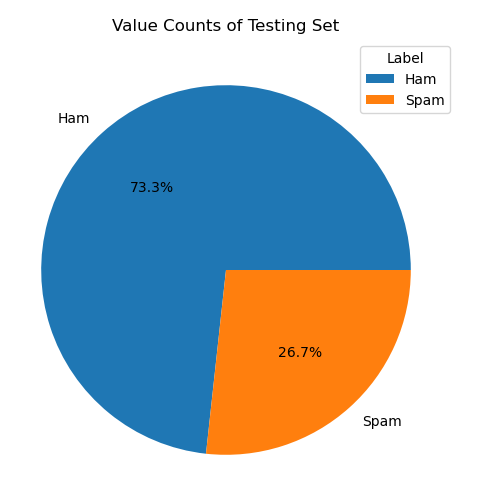 Value Counts of Testing Set
Label
Ham
Spam
Ham
73.3%
26.7%
Spam